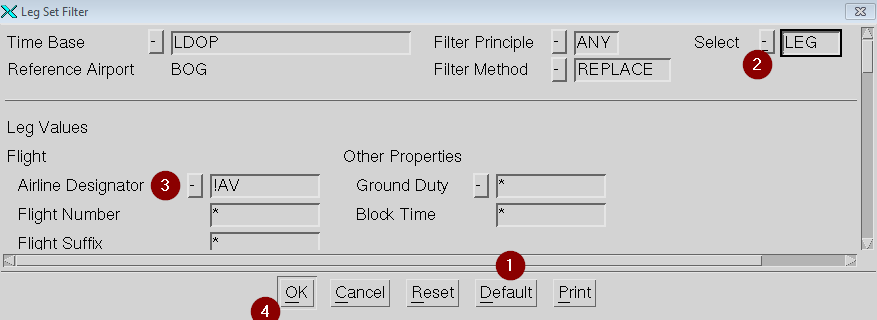 Leg Set Filter
Time Base - LDOP Filter Principle - ANY Select - LEG
Reference Airport BOG Filter Method - REPLACE
2
Leg Values
Flight Other Properties
Airline Designator 3 - !AV Ground Duty - *
Flight Number * Block Time *
Flight Suffix *
1
OK Cancel Reset Default Print
4